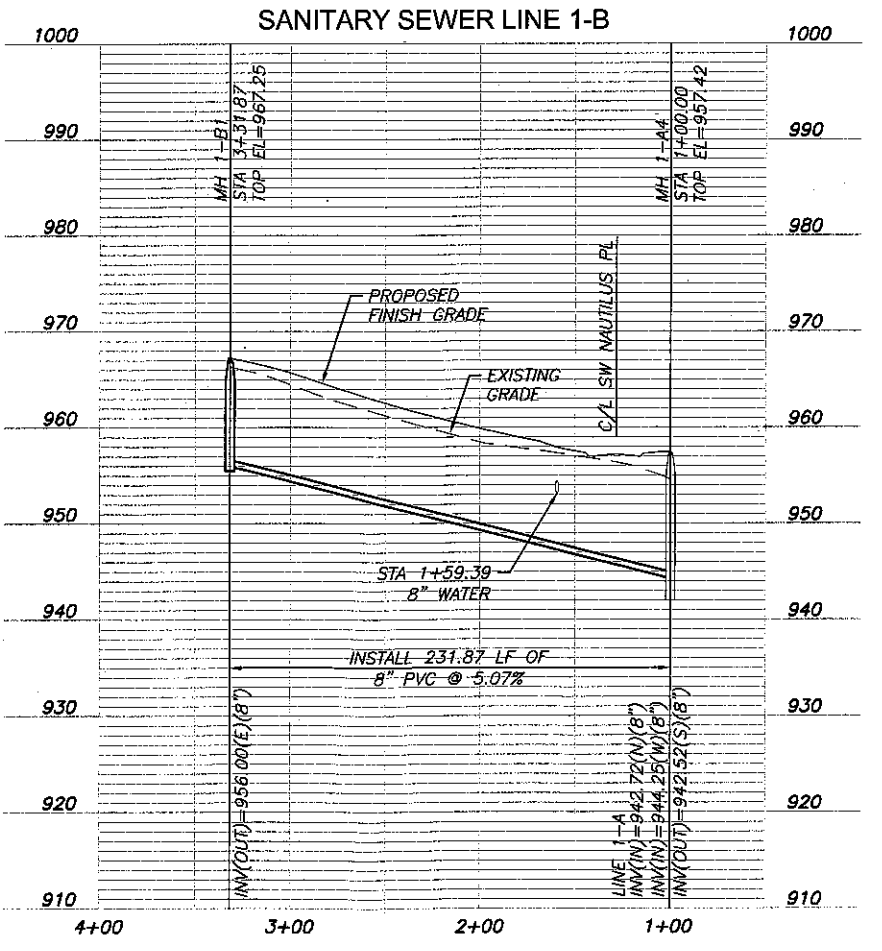 SANITARY SEWER LINE 1-B
1000
1000
MH 1-B1
STA 3+31.87
TOP EL=967.25
MH 1-A4
STA 1+00.00
TOP EL=957.42
990
990
980
980
C/L SW NAUTILUS PL
PROPOSED
FINISH GRADE
970
970
EXISTING
GRADE
960
960
950
950
STA 1+59.39
8" WATER
940
940
INSTALL 231.87 LF OF
8" PVC @ 5.07%
930
930
INV(OUT)=956.00(E)(8")
LINE 1-A
INV(IN)=942.72(N)(8")
INV(IN)=944.25(W)(8")
INV(OUT)=942.52(S)(8")
920
920
910
910
4+00
3+00
2+00
1+00